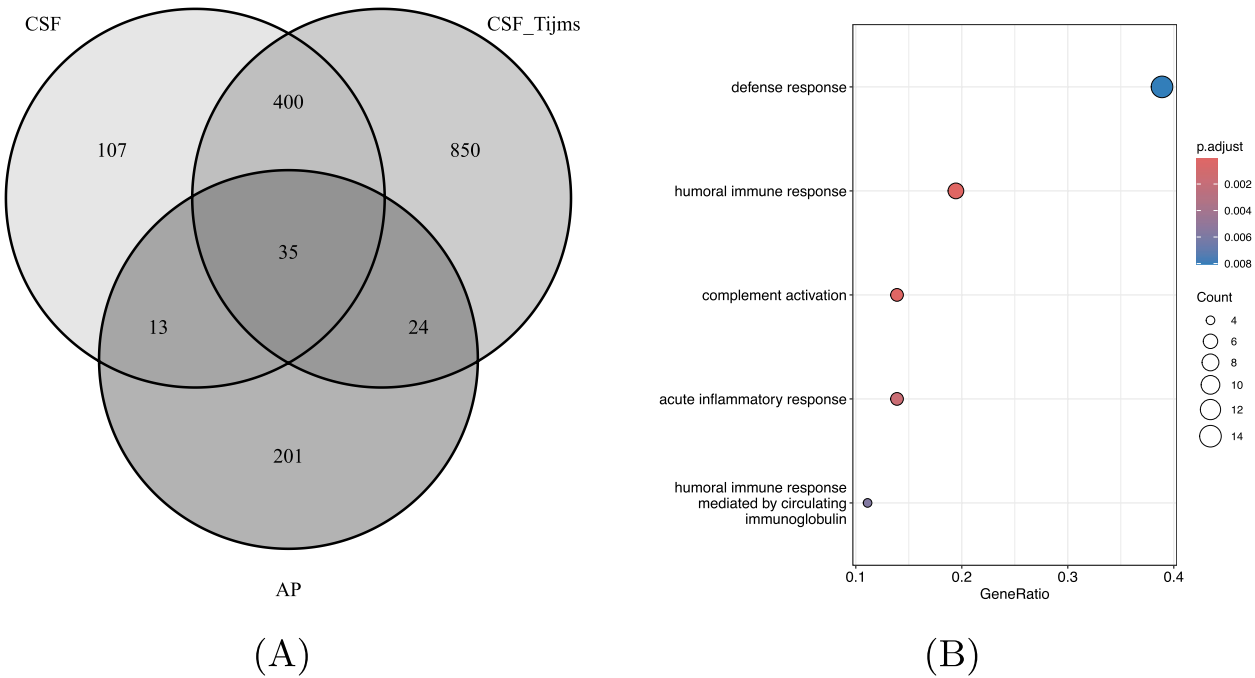 CSF
CSF_Tijms
400
107
850
35
13
24
201
AP
(A)
defense response
humoral immune response
complement activation
acute inflammatory response
humoral immune response
mediated by circulating
immunoglobulin
0.1 0.2 0.3 0.4
GeneRatio
p.adjust
0.002
0.004
0.006
0.008
Count
4
6
8
10
12
14
(B)